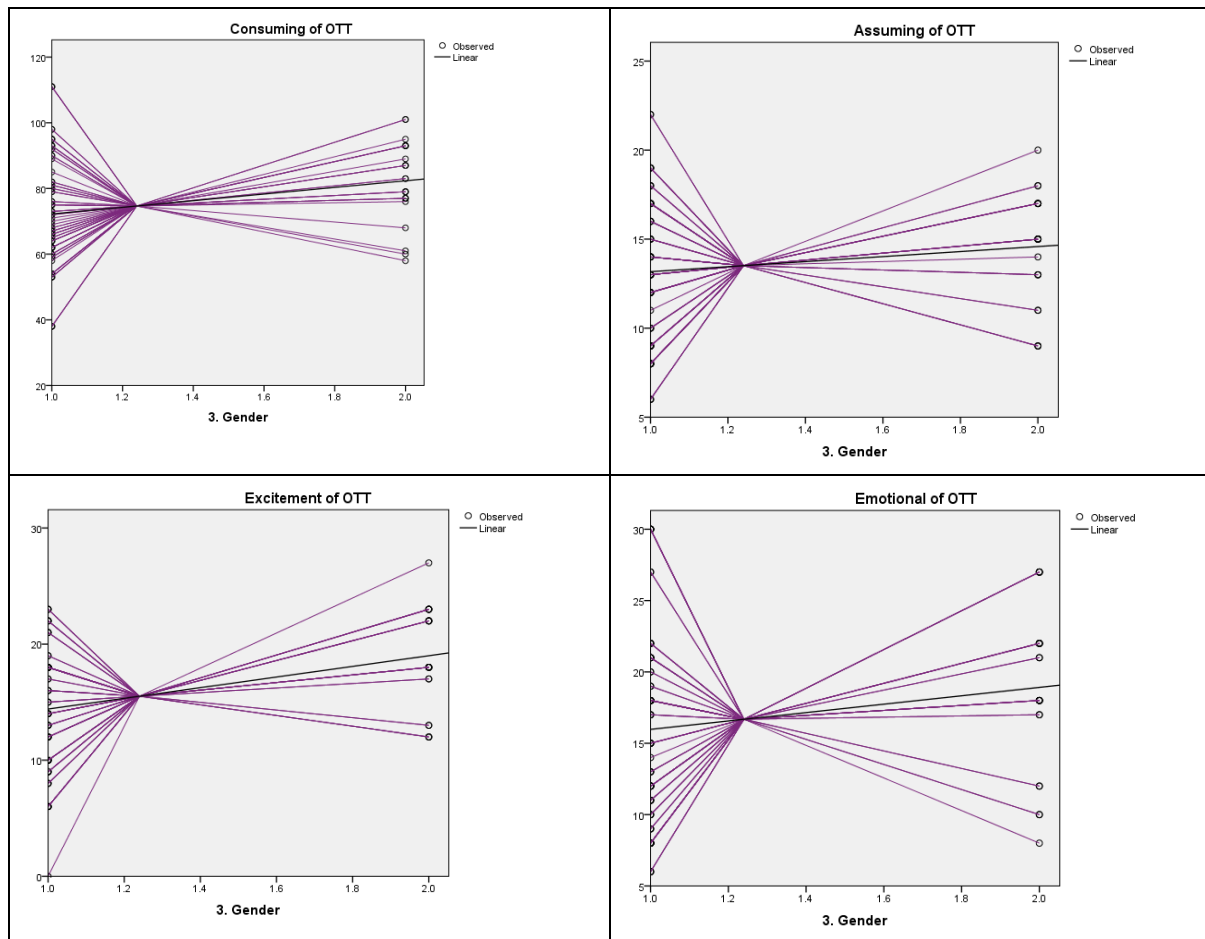 Consuming of OTT
Observed
Linear
120
100
80
60
40
20
1.0 1.2 1.4 1.6 1.8 2.0
3. Gender
Assuming of OTT
Observed
Linear
25
20
15
10
5
1.0 1.2 1.4 1.6 1.8 2.0
3. Gender
Excitement of OTT
Observed
Linear
30
20
10
0
1.0 1.2 1.4 1.6 1.8 2.0
3. Gender
Emotional of OTT
Observed
Linear
30
25
20
15
10
5
1.0 1.2 1.4 1.6 1.8 2.0
3. Gender